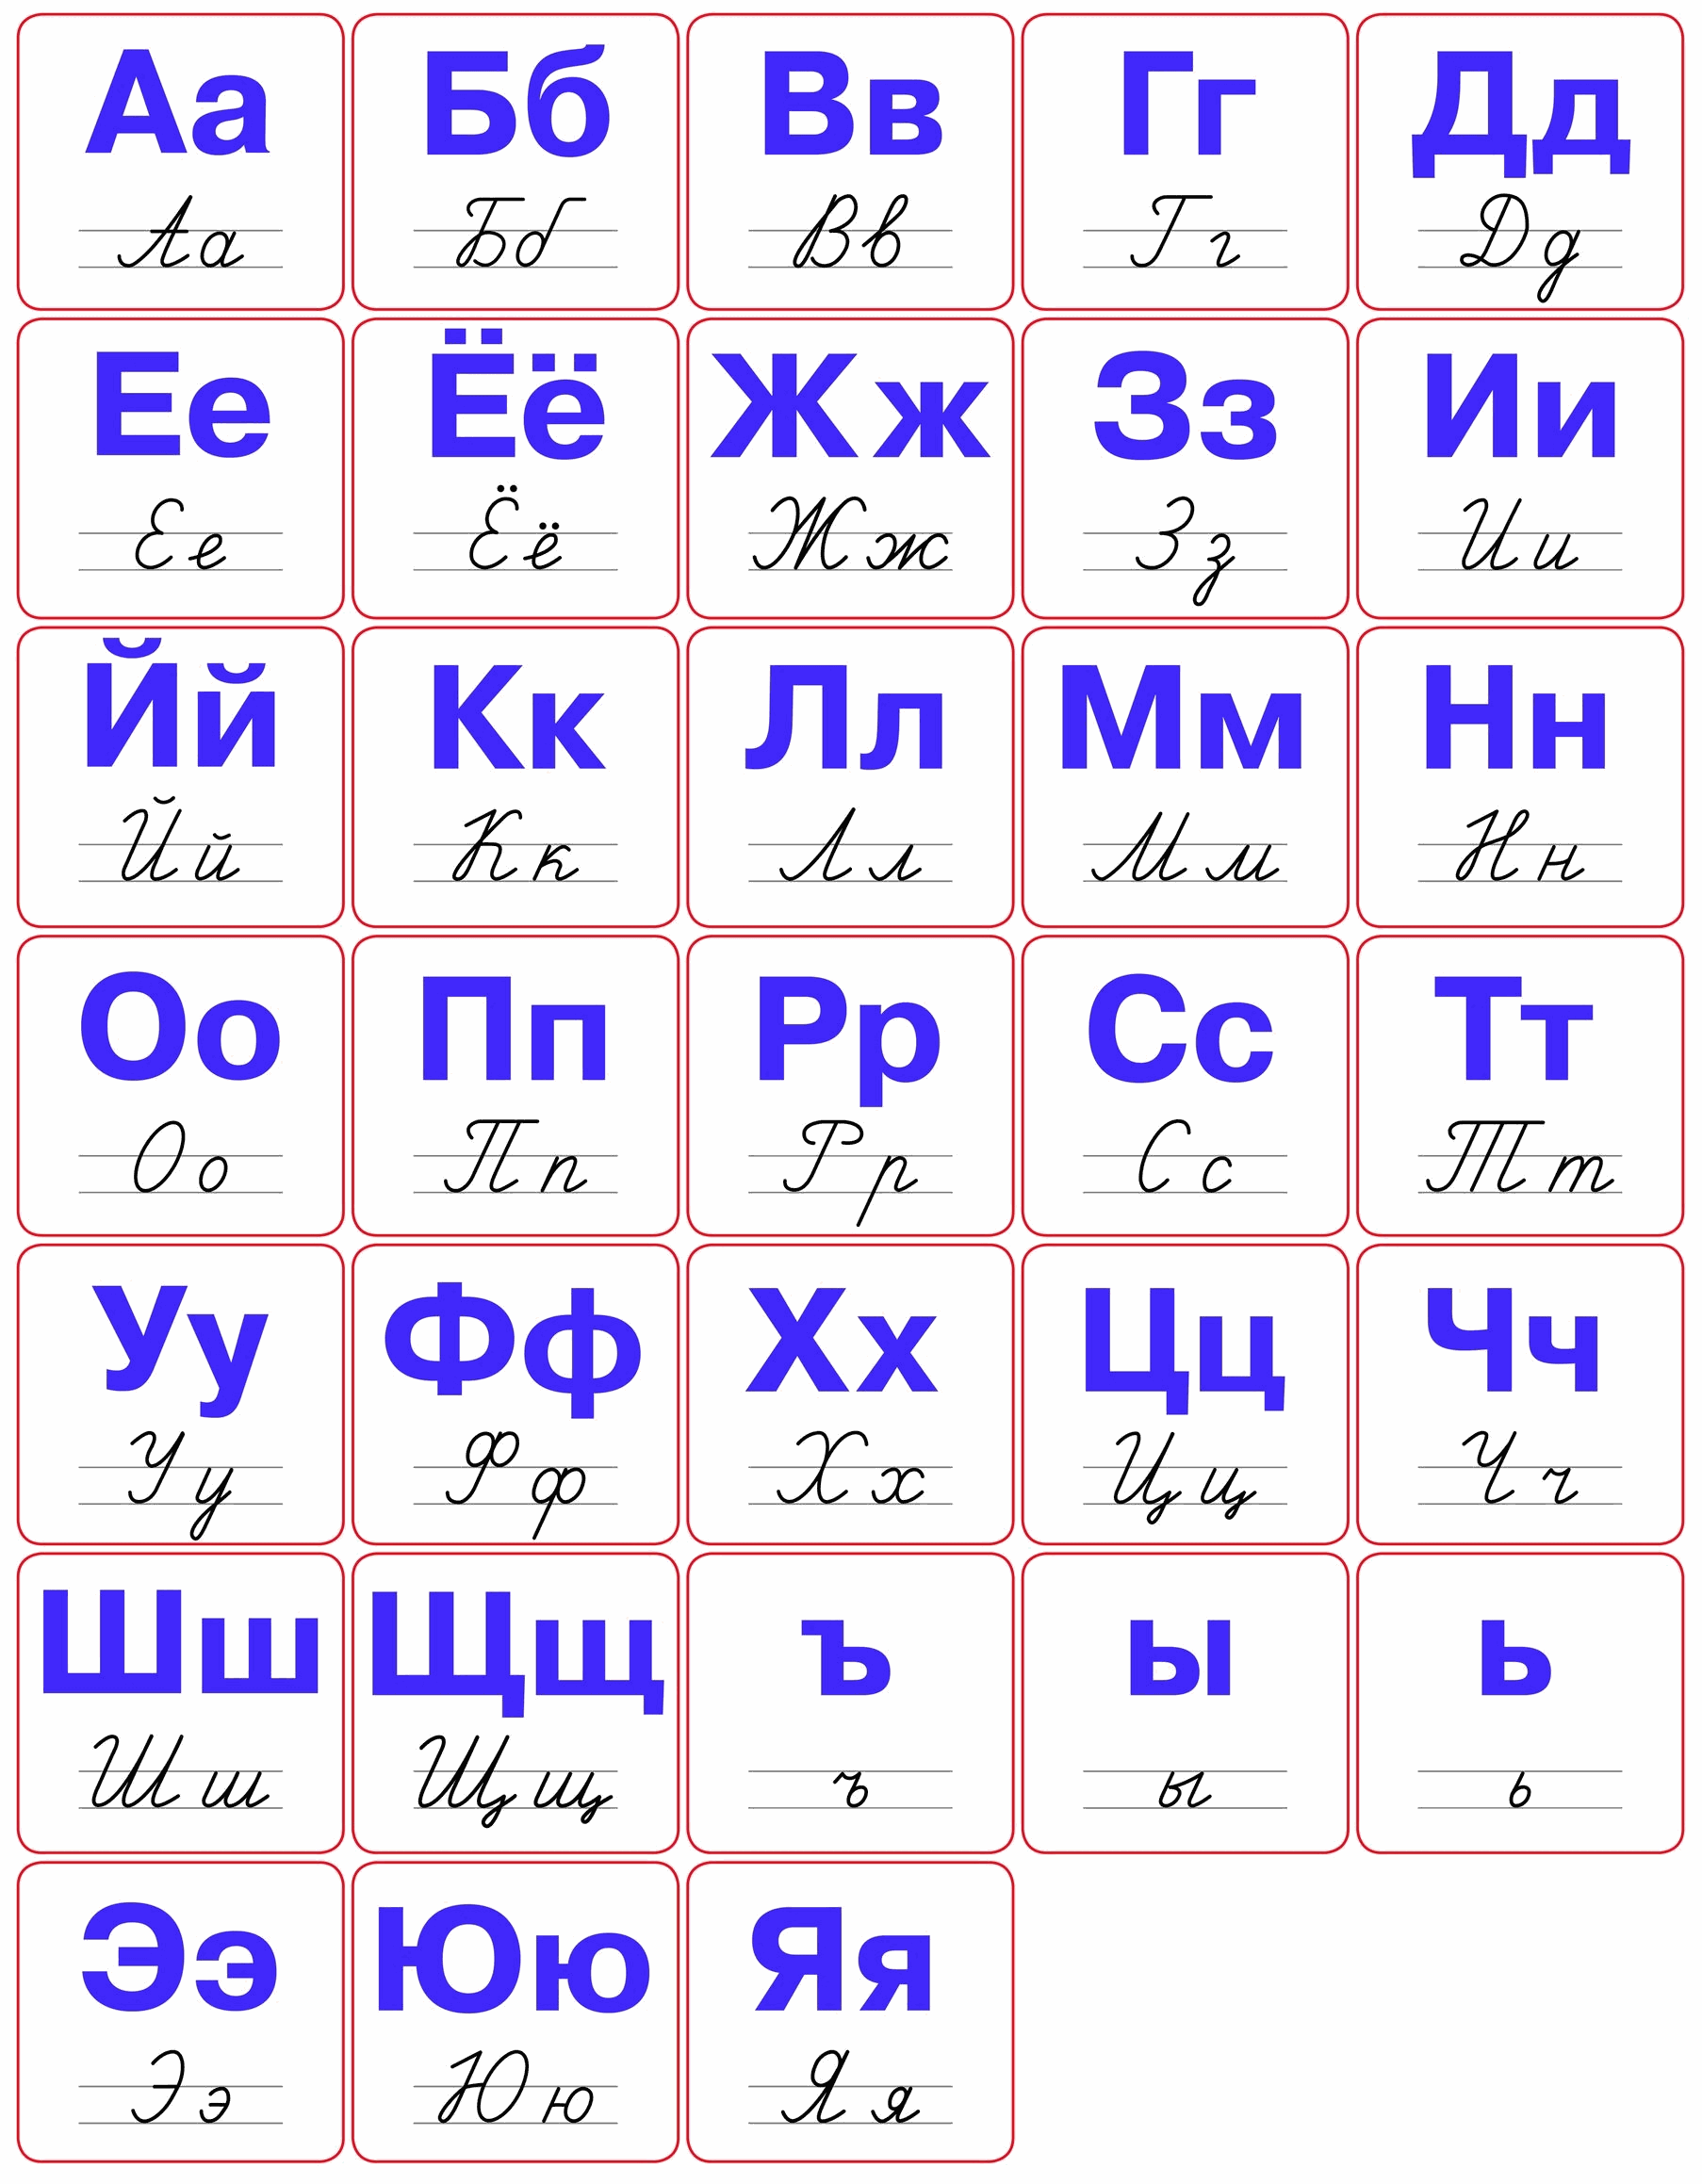 Аа Бб Вв Гг Дд
Аа Бб Вв Гг Дд
Ее Ёё Жж Зз Ии
Ее Ёё Жж Зз Ии
Йй Кк Лл Мм Нн
Йй Кк Лл Мм Нн
Оо Пп Рр Сс Тт
Оо Пп Рр Сс Тт
Уу Фф Хх Цц Чч
Уу Фф Хх Цц Чч
Шш Щщ ъ ы ь
Шш Щщ ъ ы ь
Ээ Юю Яя
Ээ Юю Яя